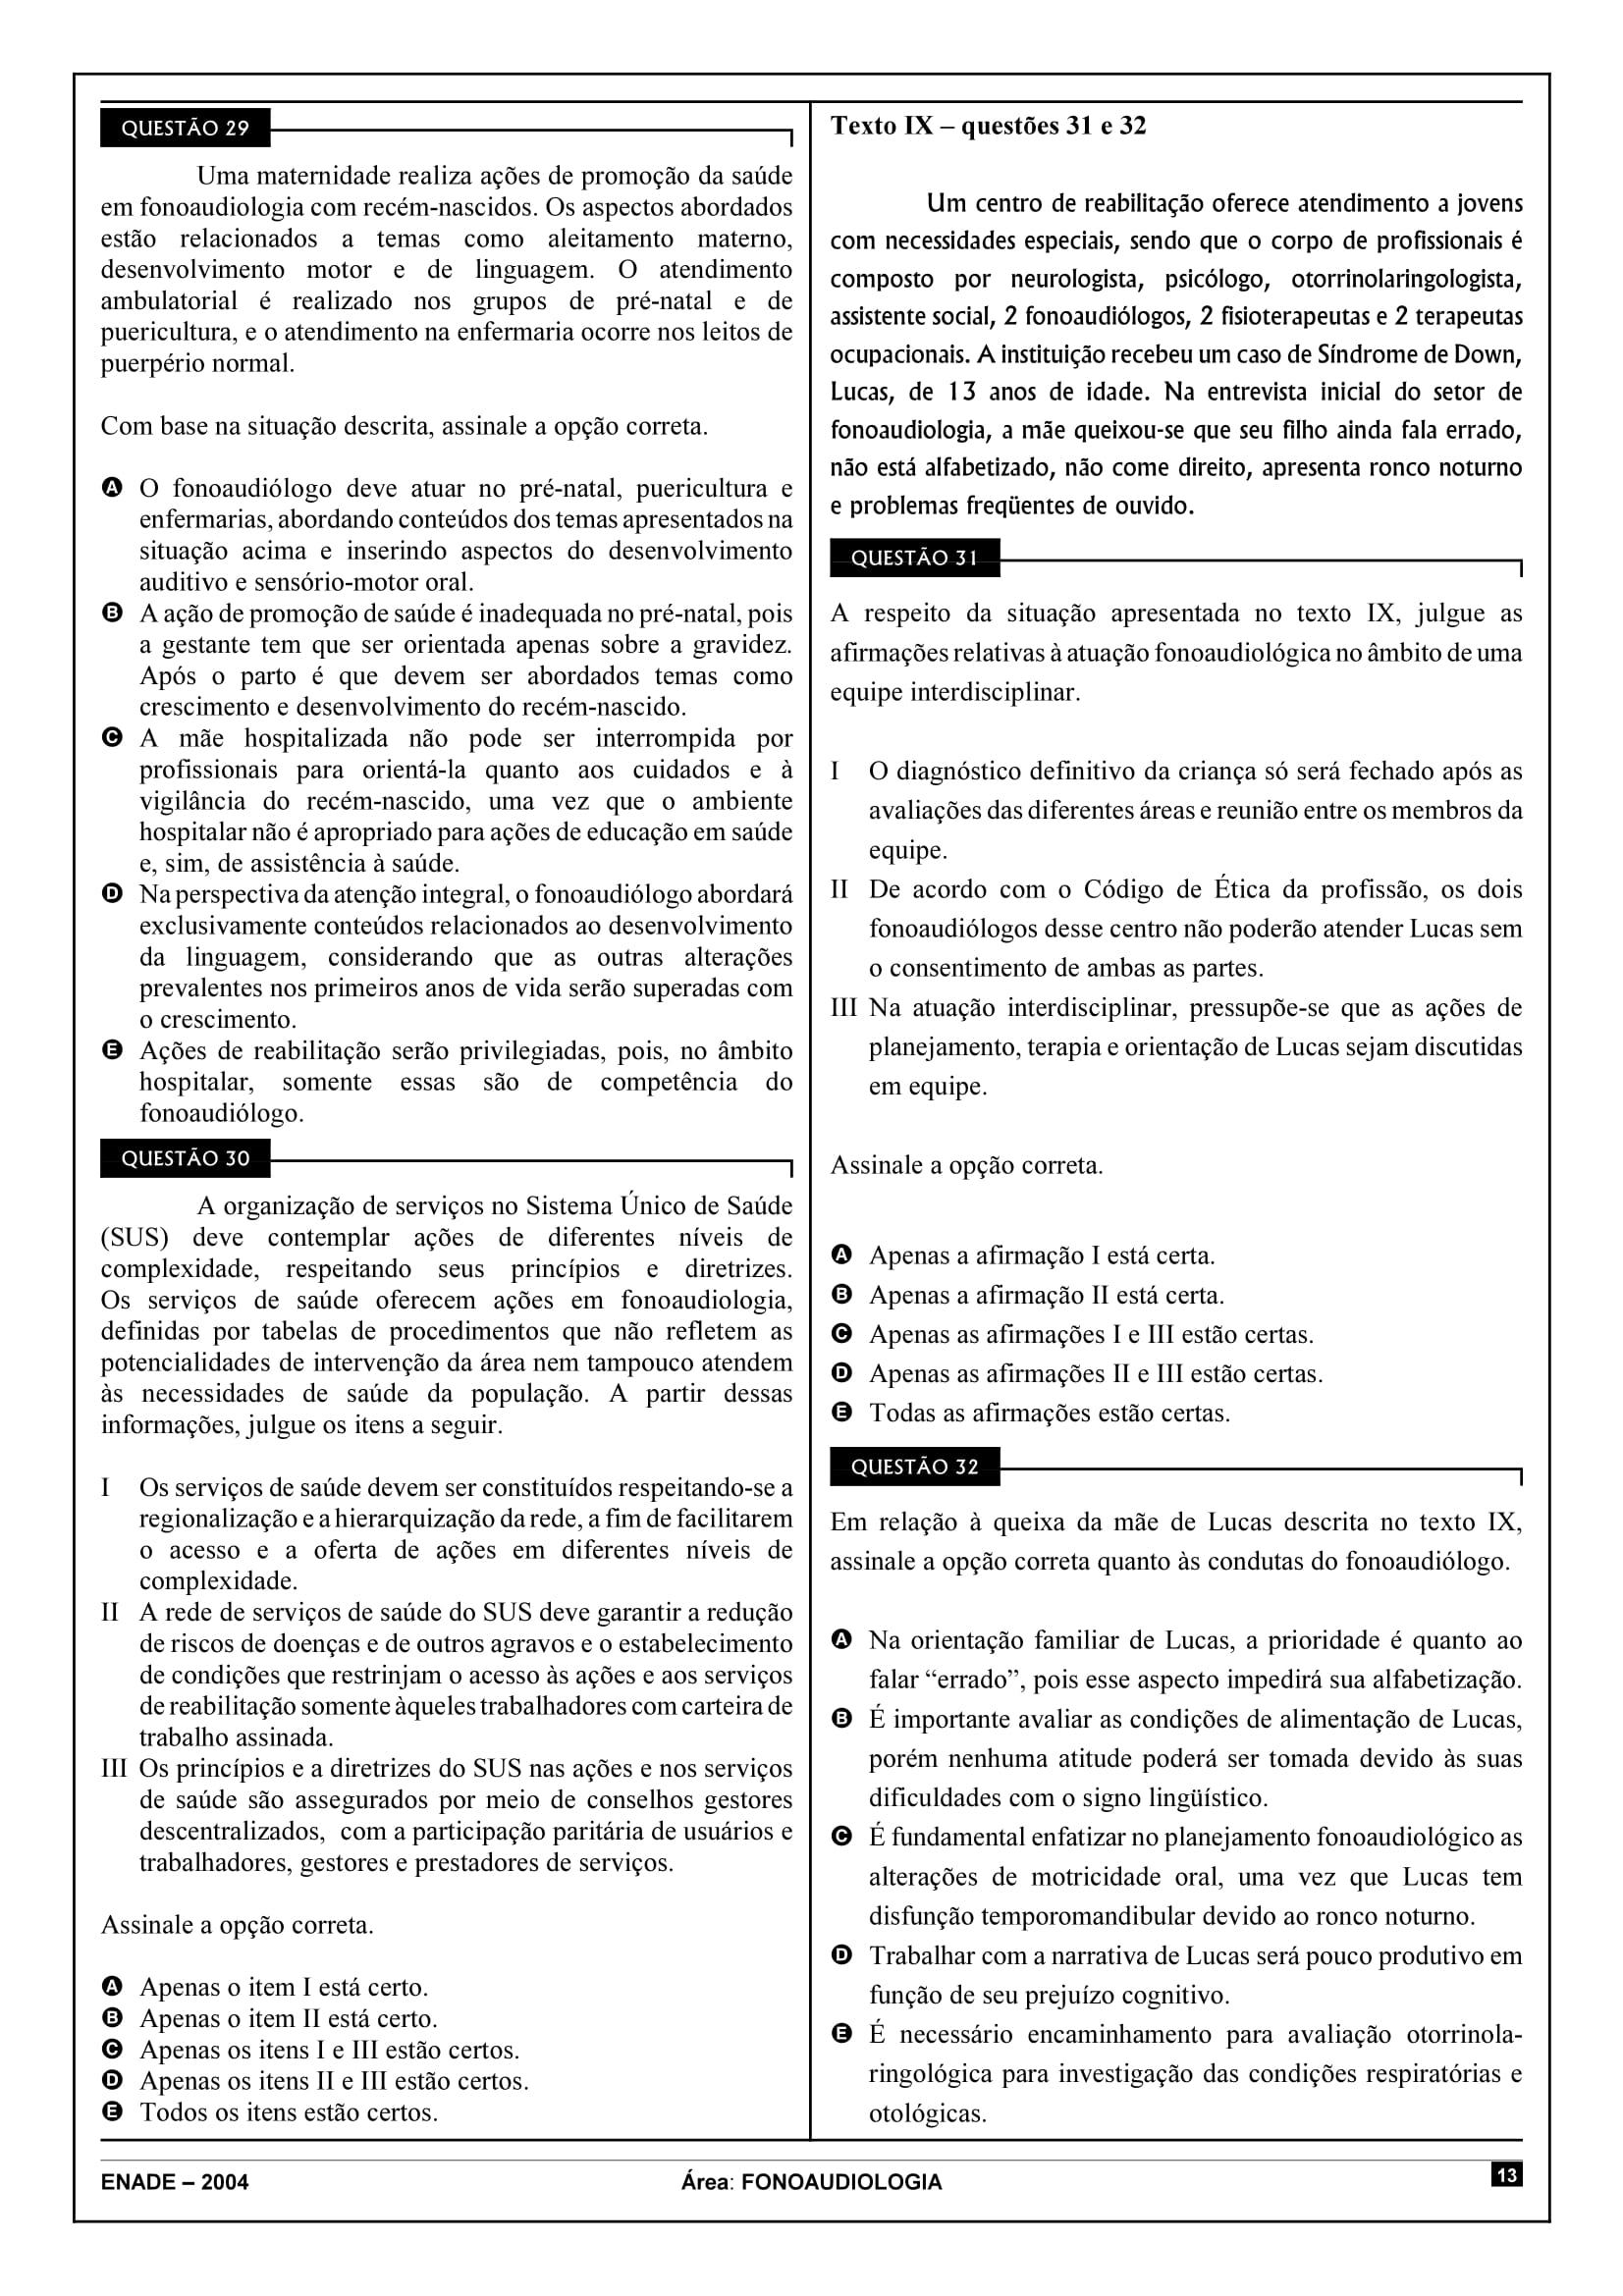 QUESTÃO 29
Uma maternidade realiza ações de promoção da saúde
em fonoaudiologia com recém-nascidos. Os aspectos abordados
estão relacionados a temas como aleitamento materno,
desenvolvimento motor e de linguagem. O atendimento
ambulatorial é realizado nos grupos de pré-natal e de
puericultura, e o atendimento na enfermaria ocorre nos leitos de
puerpério normal.
Com base na situação descrita, assinale a opção correta.
A O fonoaudiólogo deve atuar no pré-natal, puericultura e
enfermarias, abordando conteúdos dos temas apresentados na
situação acima e inserindo aspectos do desenvolvimento
auditivo e sensório-motor oral.
B A ação de promoção de saúde é inadequada no pré-natal, pois
a gestante tem que ser orientada apenas sobre a gravidez.
Após o parto é que devem ser abordados temas como
crescimento e desenvolvimento do recém-nascido.
C A mãe hospitalizada não pode ser interrompida por
profissionais para orientá-la quanto aos cuidados e à
vigilância do recém-nascido, uma vez que o ambiente
hospitalar não é apropriado para ações de educação em saúde
e, sim, de assistência à saúde.
D Na perspectiva da atenção integral, o fonoaudiólogo abordará
exclusivamente conteúdos relacionados ao desenvolvimento
da linguagem, considerando que as outras alterações
prevalentes nos primeiros anos de vida serão superadas com
o crescimento.
E Ações de reabilitação serão privilegiadas, pois, no âmbito
hospitalar, somente essas são de competência do
fonoaudiólogo.
QUESTÃO 30
A organização de serviços no Sistema Único de Saúde
(SUS) deve contemplar ações de diferentes níveis de
complexidade, respeitando seus princípios e diretrizes.
Os serviços de saúde oferecem ações em fonoaudiologia,
definidas por tabelas de procedimentos que não refletem as
potencialidades de intervenção da área nem tampouco atendem
às necessidades de saúde da população. A partir dessas
informações, julgue os itens a seguir.
I Os serviços de saúde devem ser constituídos respeitando-se a
regionalização e a hierarquização da rede, a fim de facilitarem
o acesso e a oferta de ações em diferentes níveis de
complexidade.
II A rede de serviços de saúde do SUS deve garantir a redução
de riscos de doenças e de outros agravos e o estabelecimento
de condições que restrinjam o acesso às ações e aos serviços
de reabilitação somente àqueles trabalhadores com carteira de
trabalho assinada.
III Os princípios e a diretrizes do SUS nas ações e nos serviços
de saúde são assegurados por meio de conselhos gestores
descentralizados, com a participação paritária de usuários e
trabalhadores, gestores e prestadores de serviços.
Assinale a opção correta.
A Apenas o item I está certo.
B Apenas o item II está certo.
C Apenas os itens I e III estão certos.
D Apenas os itens II e III estão certos.
E Todos os itens estão certos.
Texto IX – questões 31 e 32
Um centro de reabilitação oferece atendimento a jovens
com necessidades especiais, sendo que o corpo de profissionais é
composto por neurologista, psicólogo, otorrinolaringologista,
assistente social, 2 fonoaudiólogos, 2 fisioterapeutas e 2 terapeutas
ocupacionais. A instituição recebeu um caso de Síndrome de Down,
Lucas, de 13 anos de idade. Na entrevista inicial do setor de
fonoaudiologia, a mãe queixou-se que seu filho ainda fala errado,
não está alfabetizado, não come direito, apresenta ronco noturno
e problemas freqüentes de ouvido.
QUESTÃO 31
A respeito da situação apresentada no texto IX, julgue as
afirmações relativas à atuação fonoaudiológica no âmbito de uma
equipe interdisciplinar.
I O diagnóstico definitivo da criança só será fechado após as
avaliações das diferentes áreas e reunião entre os membros da
equipe.
II De acordo com o Código de Ética da profissão, os dois
fonoaudiólogos desse centro não poderão atender Lucas sem
o consentimento de ambas as partes.
III Na atuação interdisciplinar, pressupõe-se que as ações de
planejamento, terapia e orientação de Lucas sejam discutidas
em equipe.
Assinale a opção correta.
A Apenas a afirmação I está certa.
B Apenas a afirmação II está certa.
C Apenas as afirmações I e III estão certas.
D Apenas as afirmações II e III estão certas.
E Todas as afirmações estão certas.
QUESTÃO 32
Em relação à queixa da mãe de Lucas descrita no texto IX,
assinale a opção correta quanto às condutas do fonoaudiólogo.
A Na orientação familiar de Lucas, a prioridade é quanto ao
falar “errado”, pois esse aspecto impedirá sua alfabetização.
B É importante avaliar as condições de alimentação de Lucas,
porém nenhuma atitude poderá ser tomada devido às suas
dificuldades com o signo lingüístico.
C É fundamental enfatizar no planejamento fonoaudiológico as
alterações de motricidade oral, uma vez que Lucas tem
disfunção temporomandibular devido ao ronco noturno.
D Trabalhar com a narrativa de Lucas será pouco produtivo em
função de seu prejuízo cognitivo.
E É necessário encaminhamento para avaliação otorrinola-
ringológica para investigação das condições respiratórias e
otológicas.
ENADE – 2004
Área: FONOAUDIOLOGIA
13